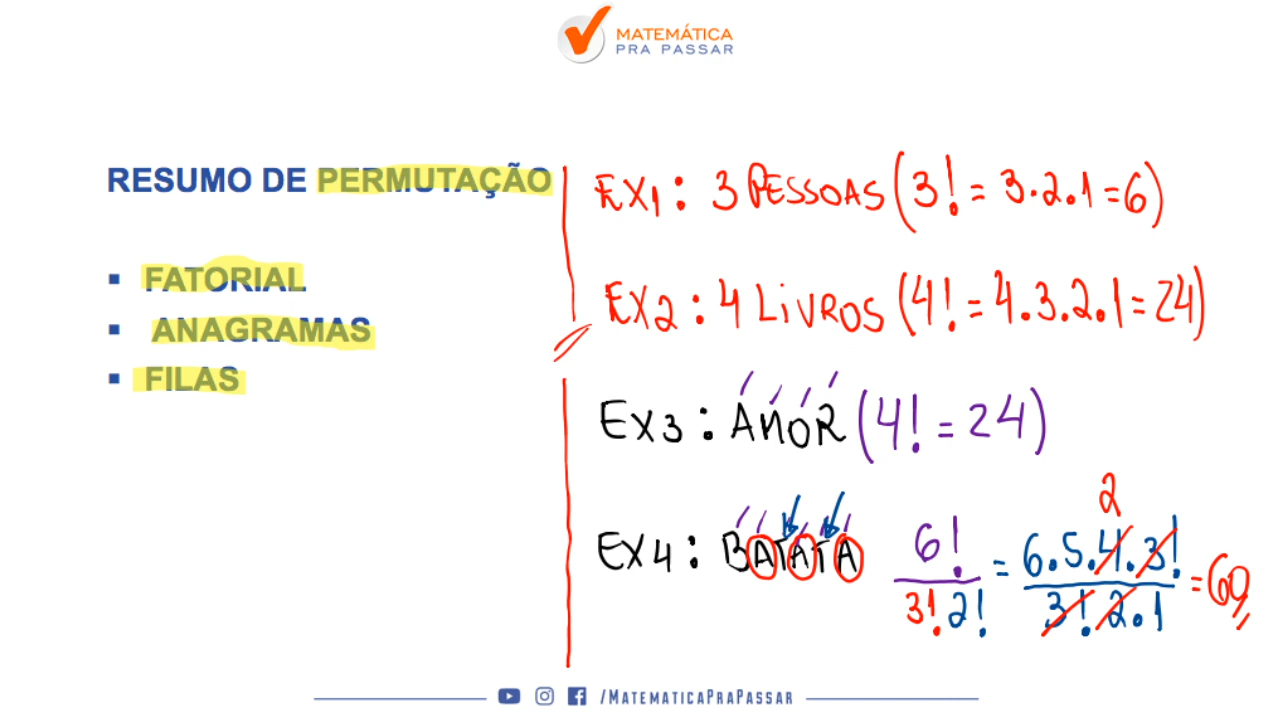 MATEMÁTICA
PRA PASSAR
RESUMO DE PERMUTAÇÃO
▪ FATORIAL
▪ ANAGRAMAS
▪ FILAS
EX1: 3 PESSOAS (3! = 3.2.1 = 6)
EX2: 4 LIVROS (4! = 4.3.2.1 = 24)
EX3: AMOR (4! = 24)
EX4: BATATA 6!/3!2! = 6.5.4.3!/3!2.1 = 60
2
/MATEMATICAPRAPASSAR